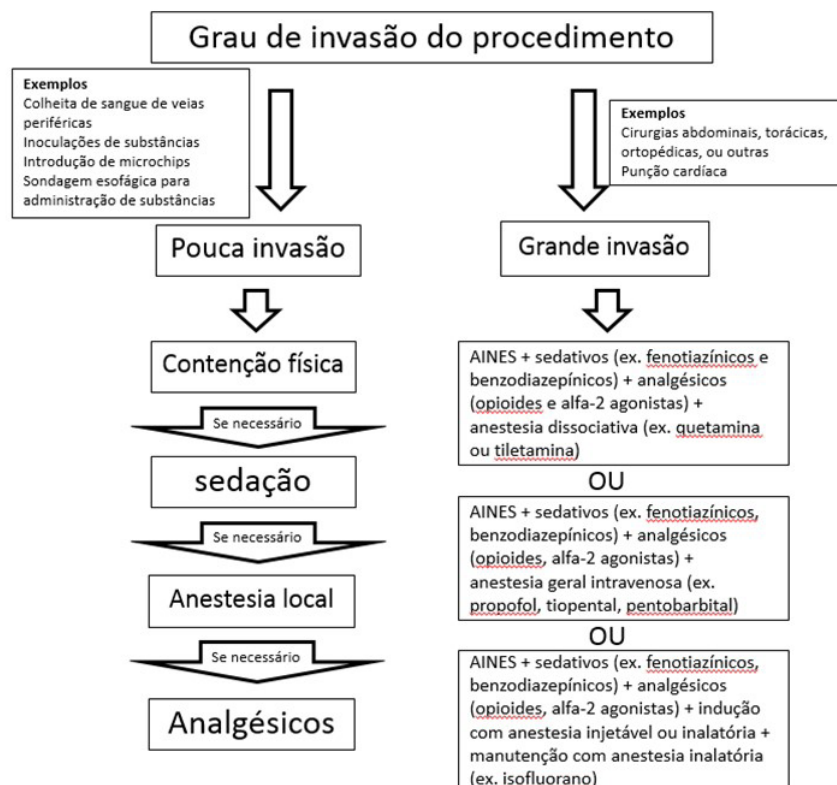 Grau de invasão do procedimento
Exemplos
Colheita de sangue de veias
periféricas
Inoculações de substâncias
Introdução de microchips
Sondagem esofágica para
administração de substâncias
Exemplos
Cirurgias abdominais, torácicas,
ortopédicas, ou outras
Punção cardíaca
Pouca invasão
Contenção física
Se necessário
sedação
Se necessário
Anestesia local
Se necessário
Analgésicos
Grande invasão
AINES + sedativos (ex. fenotiazínicos e
benzodiazepínicos) + analgésicos
(opioides e alfa-2 agonistas) +
anestesia dissociativa (ex. quetamina
ou tiletamina)
OU
AINES + sedativos (ex. fenotiazínicos,
benzodiazepínicos) + analgésicos
(opioides, alfa-2 agonistas) +
anestesia geral intravenosa (ex.
propofol, tiopental, pentobarbital)
OU
AINES + sedativos (ex. fenotiazínicos,
benzodiazepínicos) + analgésicos
(opioides, alfa-2 agonistas) + indução
com anestesia injetável ou inalatória +
manutenção com anestesia inalatória
(ex. isofluorano)